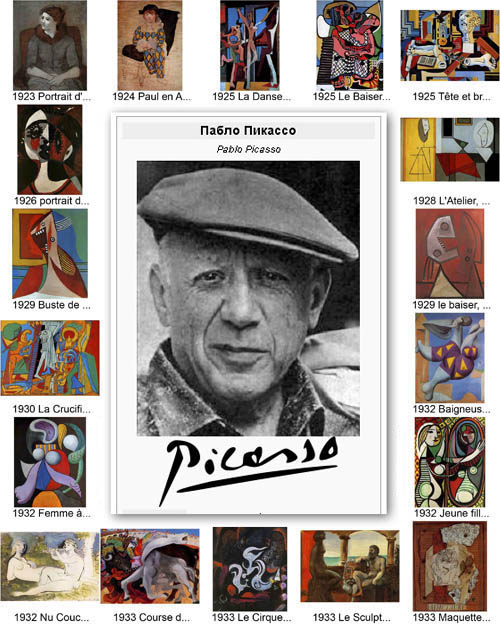 1923 Portrait d'...
1924 Paul en A...
1925 La Danse...
1925 Le Baiser...
1925 Tête et br...
Пабло Пикассо
Pablo Picasso
1926 portrait d...
1928 L'Atelier, ...
1929 Buste de ...
1929 le baiser, ...
1930 La Crucifi...
1932 Baigneus...
Picasso
1932 Femme à...
1932 Jeune fill...
1932 Nu Couc...
1933 Course d...
1933 Le Cirque...
1933 Le Sculpt...
1933 Maquette...